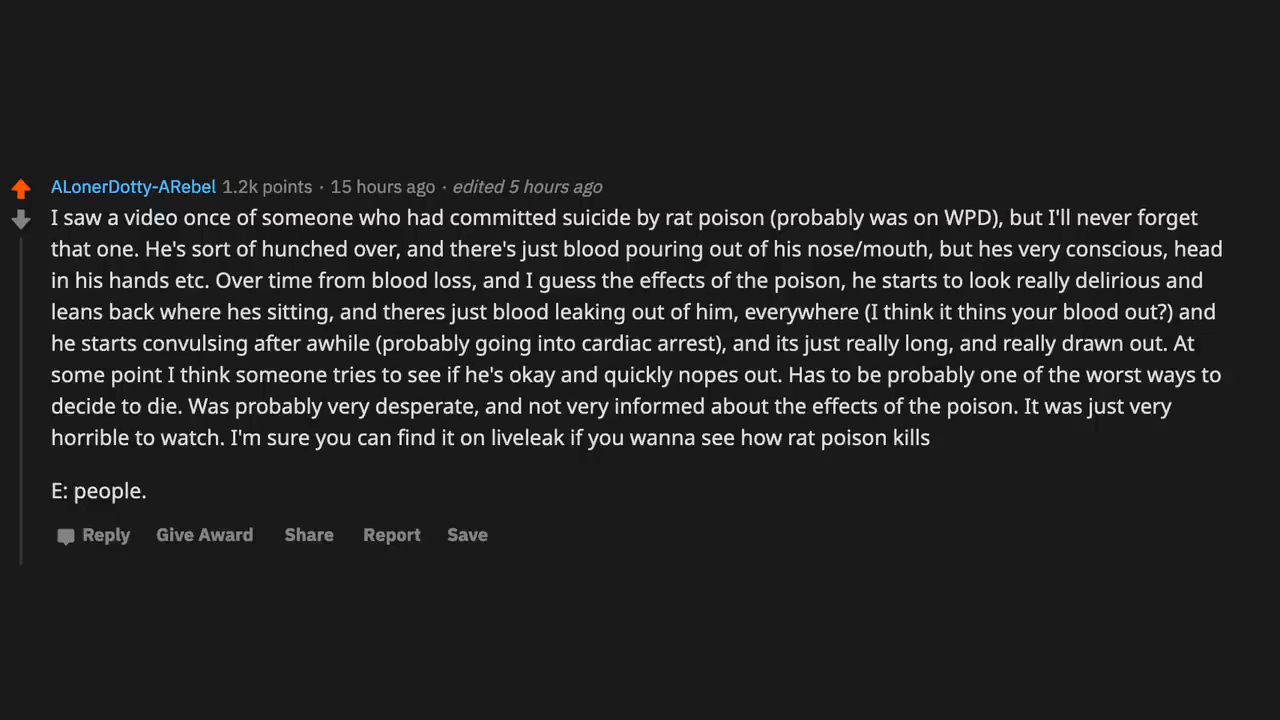 ALonerDotty-ARebel 1.2k points · 15 hours ago · edited 5 hours ago
I saw a video once of someone who had committed suicide by rat poison (probably was on WPD), but I'll never forget
that one. He's sort of hunched over, and there's just blood pouring out of his nose/mouth, but hes very conscious, head
in his hands etc. Over time from blood loss, and I guess the effects of the poison, he starts to look really delirious and
leans back where hes sitting, and theres just blood leaking out of him, everywhere (I think it thins your blood out?) and
he starts convulsing after awhile (probably going into cardiac arrest), and its just really long, and really drawn out. At
some point I think someone tries to see if he's okay and quickly nopes out. Has to be probably one of the worst ways to
decide to die. Was probably very desperate, and not very informed about the effects of the poison. It was just very
horrible to watch. I'm sure you can find it on liveleak if you wanna see how rat poison kills
E: people.
Reply Give Award Share Report Save